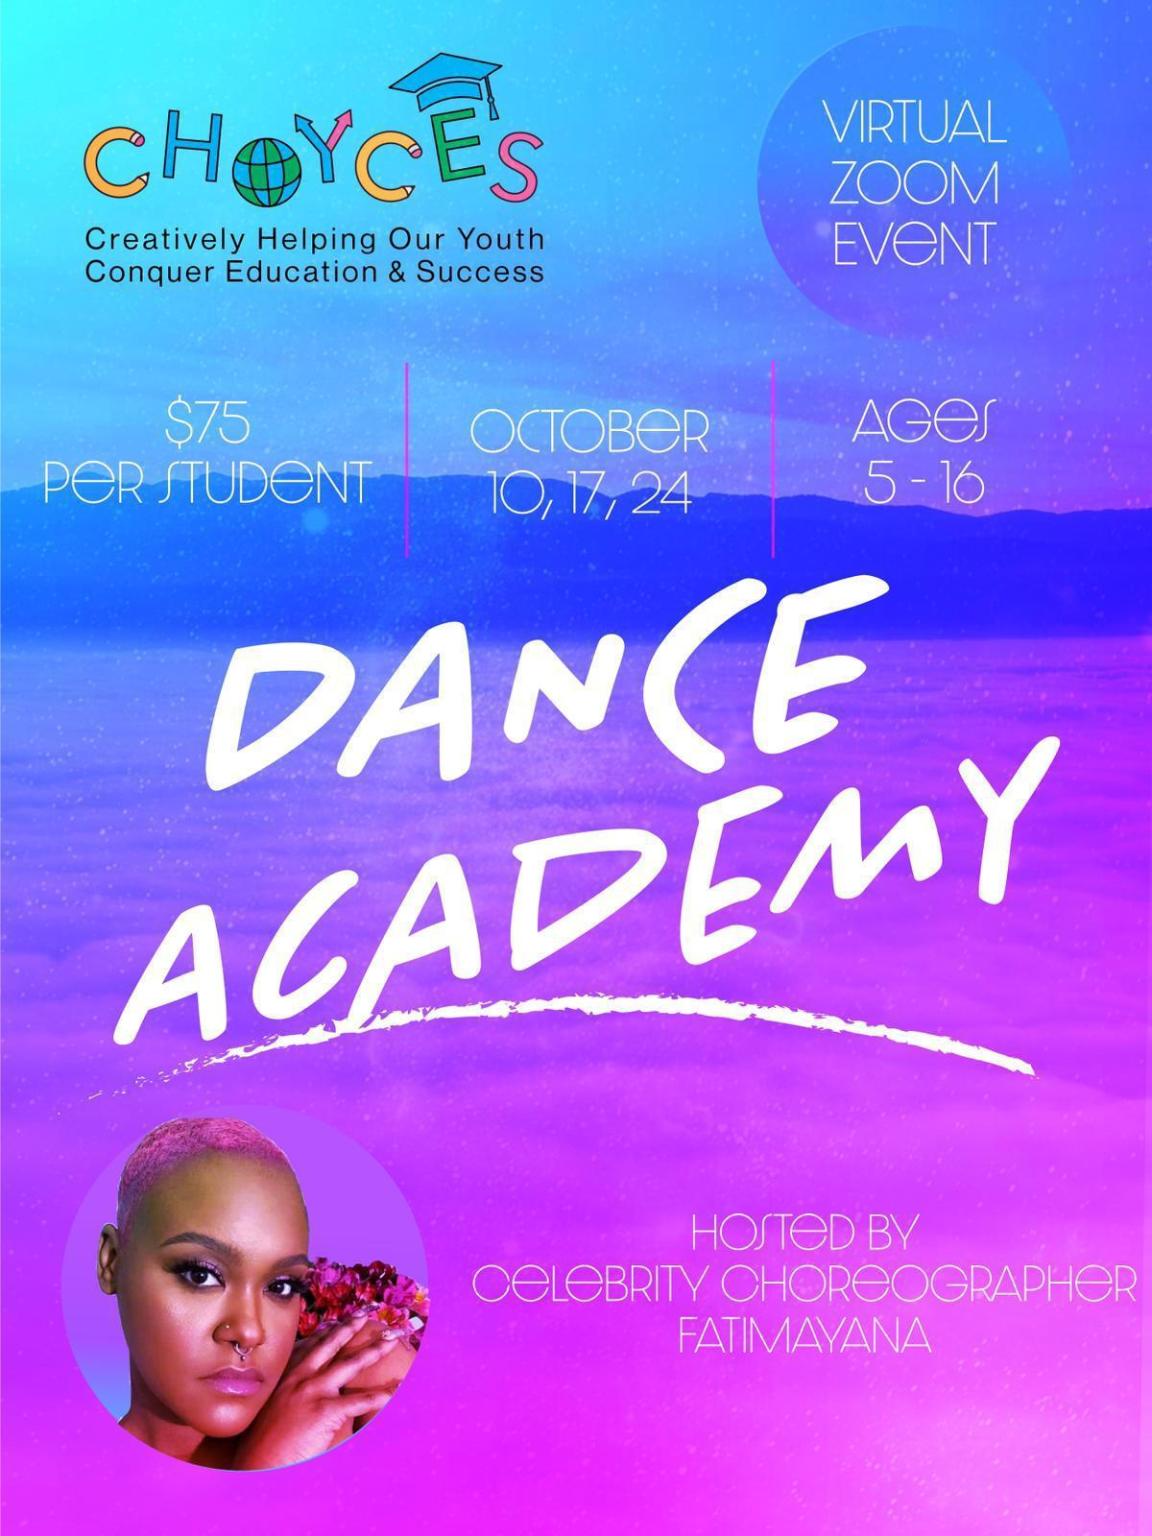 CHOYCES
Creatively Helping Our Youth
Conquer Education & Success
VIRTUAL
ZOOM
EVENT
$75
PER STUDENT
OCTOBER
10, 17, 24
AGES
5 - 16
DANCE
ACADEMY
HOSTED BY
CELEBRITY CHOREOGRAPHER
FATIMAYANA